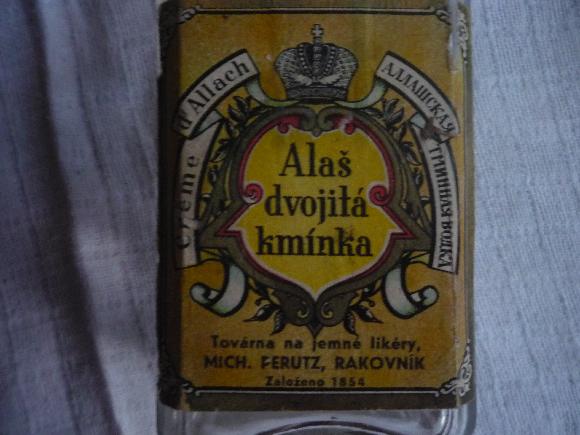 Creme d'Allach
АЛЛАШСКАЯ
ТМИННАЯ ВОДКА
Alaš
dvojitá
kmínka
Továrna na jemné likéry,
MICH. FERUTZ, RAKOVNÍK
Založeno 1854